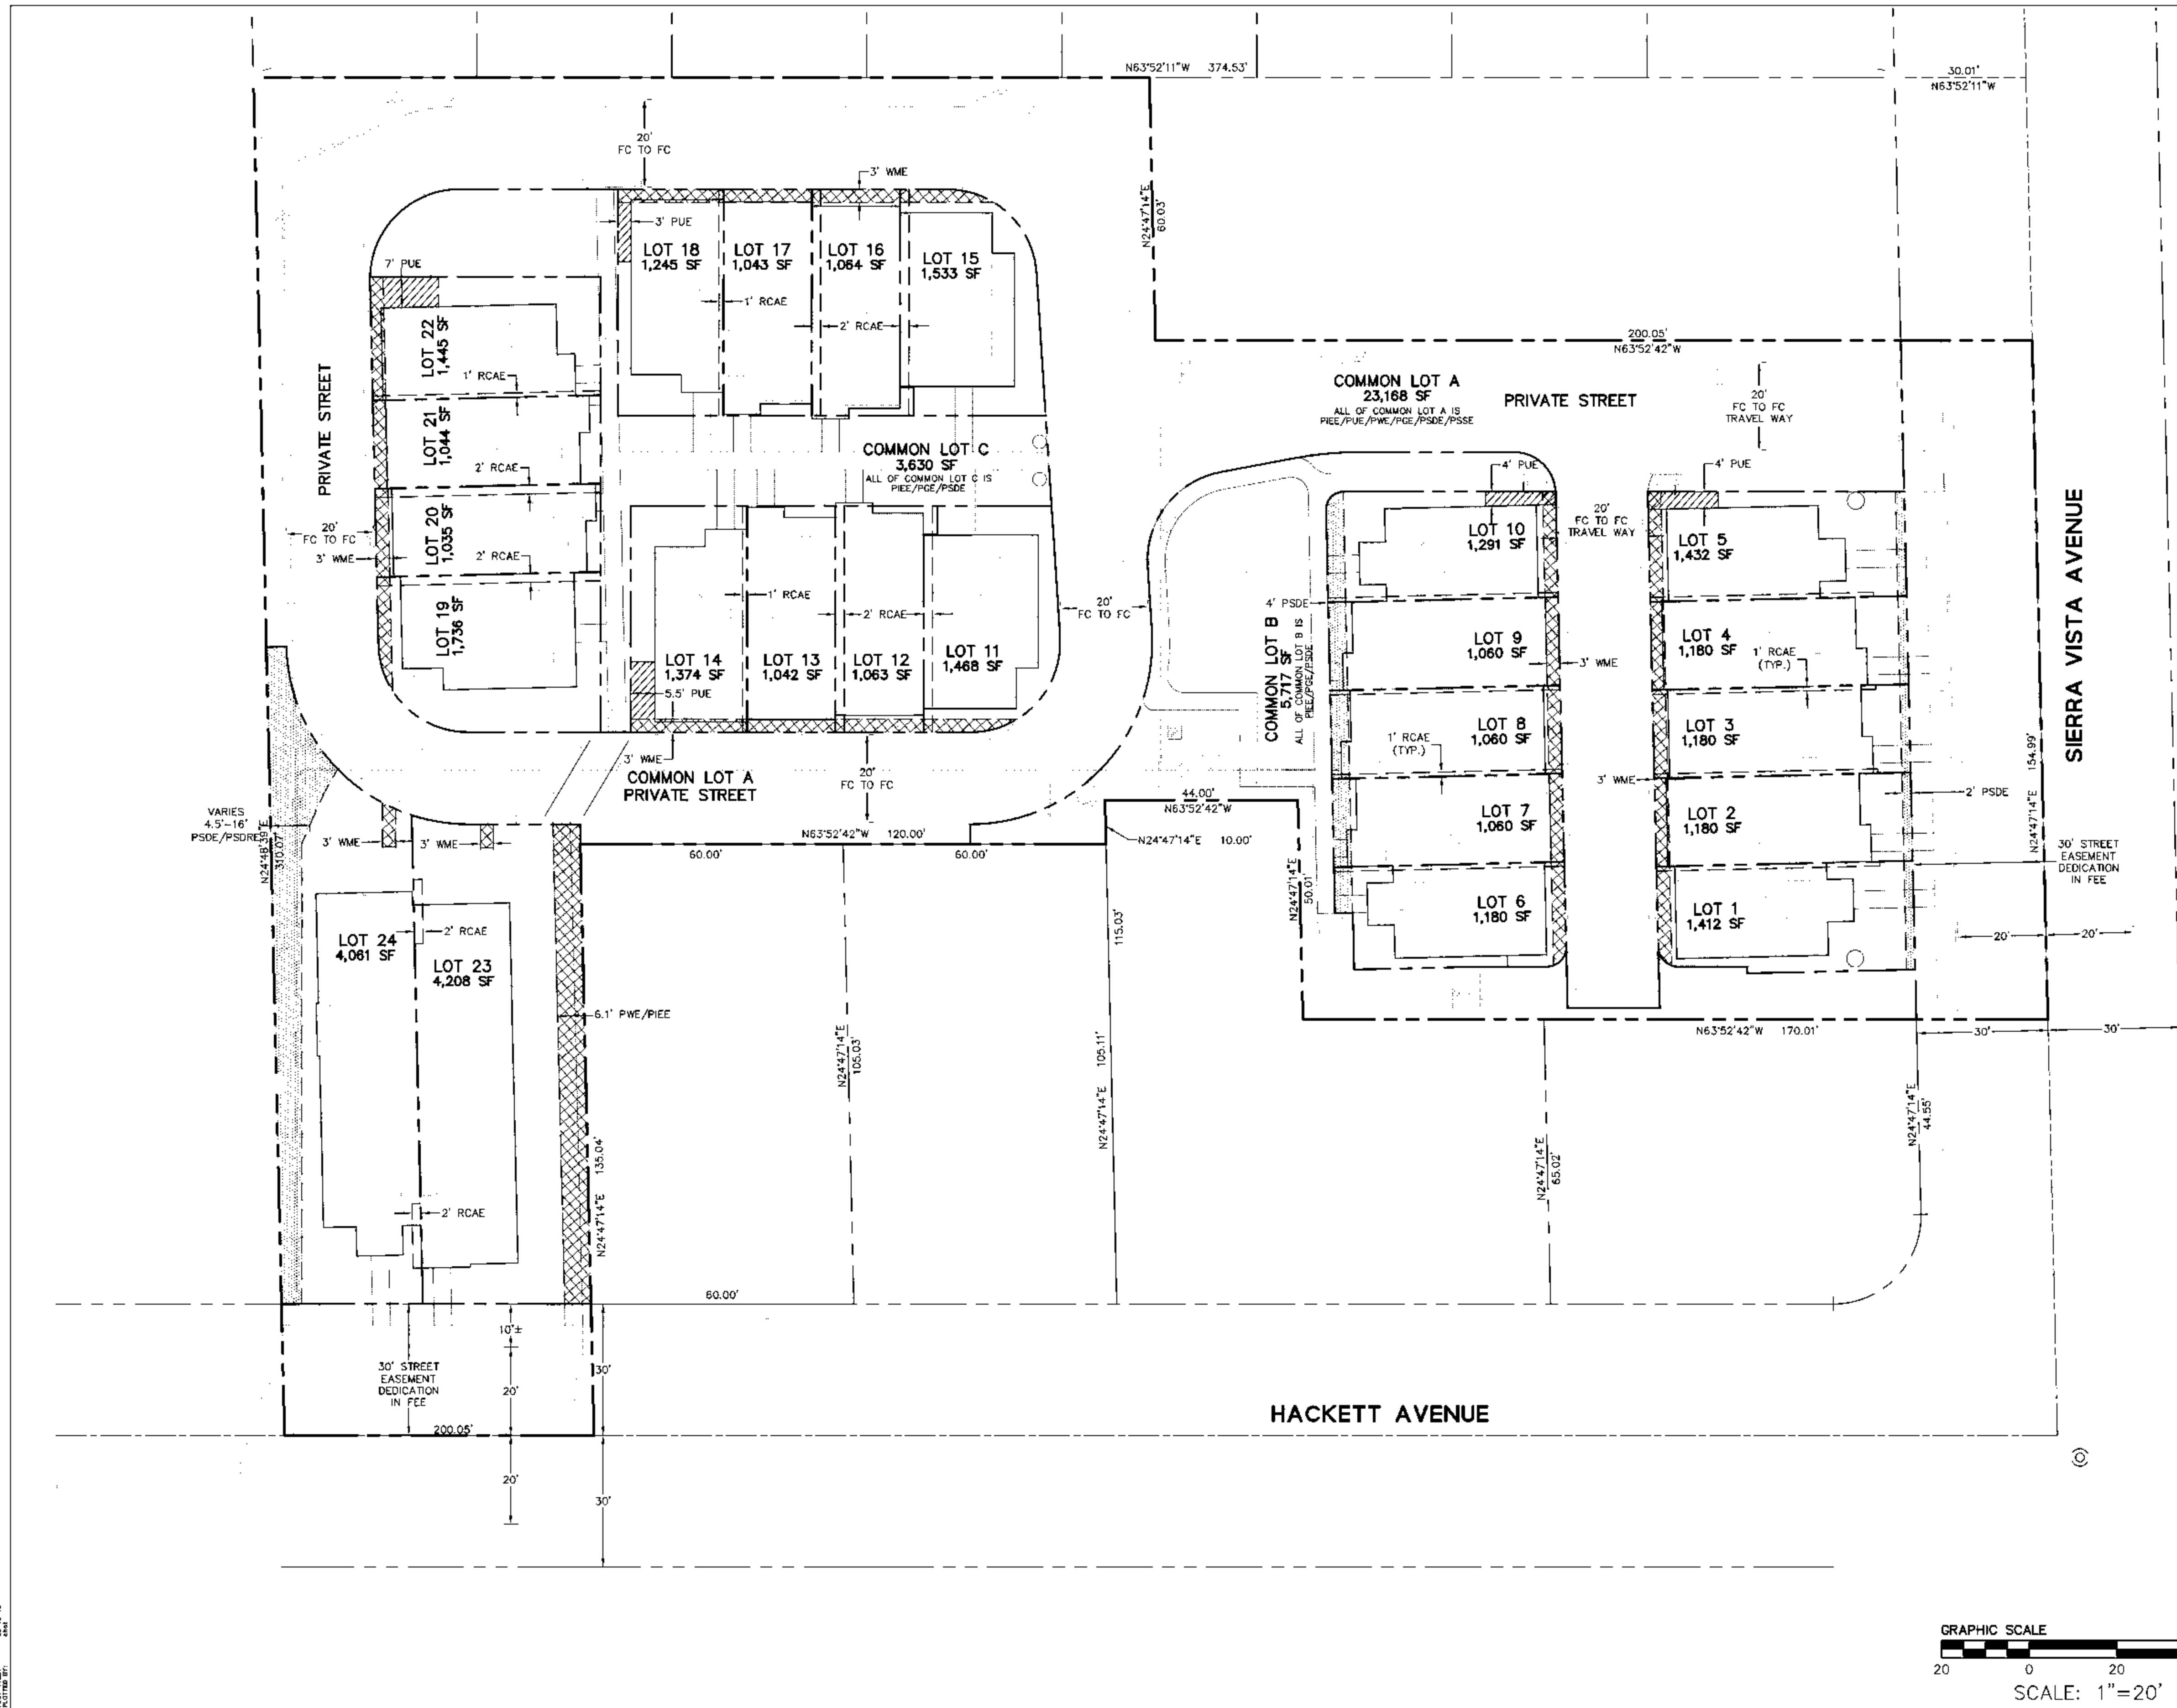 N63°52'11"W 374.53'
30.01'
N63°52'11"W
20'
FC TO FC
3' WME
N24°47'14"E
60.03'
3' PUE
LOT 18
1,245 SF
LOT 17
1,043 SF
LOT 16
1,064 SF
LOT 15
1,533 SF
7' PUE
1' RCAE
2' RCAE
LOT 22
1,445 SF
1' RCAE
200.05'
N63°52'42"W
PRIVATE STREET
COMMON LOT A
23,168 SF
ALL OF COMMON LOT A IS
PIEE/PUE/PWE/PGE/PSDE/PSSE
PRIVATE STREET
20'
FC TO FC
TRAVEL WAY
LOT 21
1,044 SF
2' RCAE
COMMON LOT C
3,630 SF
ALL OF COMMON LOT C IS
PIEE/PGE/PSDE
4' PUE
4' PUE
20'
FC TO FC
TRAVEL WAY
LOT 10
1,291 SF
LOT 5
1,432 SF
SIERRA VISTA AVENUE
20'
FC TO FC
3' WME
LOT 20
1,035 SF
2' RCAE
LOT 19
1,736 SF
1' RCAE
2' RCAE
20'
FC TO FC
4' PSDE
LOT 14
1,374 SF
LOT 13
1,042 SF
LOT 12
1,063 SF
LOT 11
1,468 SF
5.5' PUE
COMMON LOT B
5,717 SF
ALL OF COMMON LOT B IS
PIEE/PGE/PSDE
LOT 9
1,060 SF
3' WME
LOT 4
1,180 SF
1' RCAE
(TYP.)
LOT 8
1,060 SF
1' RCAE
(TYP.)
LOT 3
1,180 SF
3' WME
154.99'
N24°47'14"E
3' WME
COMMON LOT A
PRIVATE STREET
20'
FC TO FC
44.00'
N63°52'42"W
LOT 7
1,060 SF
LOT 2
1,180 SF
2' PSDE
VARIES
4.5'-16'
PSDE/PSDRE
N24°48'39"E
310.07'
3' WME
3' WME
N63°52'42"W 120.00'
60.00'
60.00'
N24°47'14"E 10.00'
N24°47'14"E
50.01'
30' STREET
EASEMENT
DEDICATION
IN FEE
LOT 6
1,180 SF
LOT 1
1,412 SF
20'
20'
115.03'
LOT 24
4,061 SF
2' RCAE
LOT 23
4,208 SF
6.1' PWE/PIEE
N63°52'42"W 170.01'
30'
30'
N24°47'14"E
105.03'
N24°47'14"E 105.11'
N24°47'14"E
44.55'
N24°47'14"E 135.04'
N24°47'14"E
65.02'
2' RCAE
60.00'
10'±
30' STREET
EASEMENT
DEDICATION
IN FEE
20'
30'
200.05'
HACKETT AVENUE
20'
30'
GRAPHIC SCALE
20 0 20
SCALE: 1"=20'
PLOTTED BY: